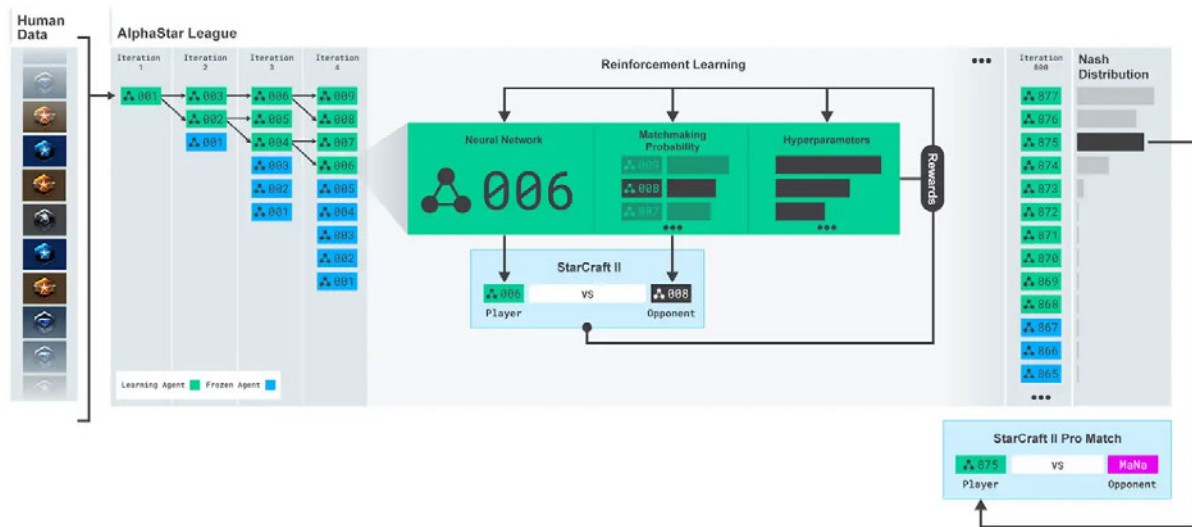 Human
Data
AlphaStar League
Iteration
1
Iteration
2
Iteration
3
Iteration
4
001
003
002
001
006
005
004
003
002
001
009
008
007
006
005
004
003
002
001
Learning Agent
Frozen Agent
Reinforcement Learning
Neural Network
006
Matchmaking
Probability
009
008
007
•••
Hyperparameters
•••
Rewards
StarCraft II
006
VS
008
Player
Opponent
•••
Iteration
800
877
876
875
874
873
872
871
870
869
868
867
866
865
•••
Nash
Distribution
StarCraft II Pro Match
875
VS
MaNa
Player
Opponent